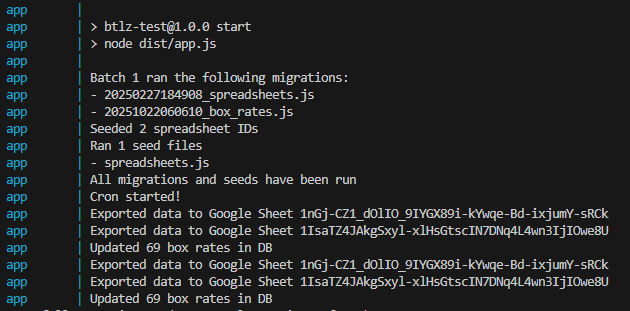 app |
app | > btlz-test@1.0.0 start
app | > node dist/app.js
app |
app | Batch 1 ran the following migrations:
app | - 20250227184908_spreadsheets.js
app | - 20251022060610_box_rates.js
app | Seeded 2 spreadsheet IDs
app | Ran 1 seed files
app | - spreadsheets.js
app | All migrations and seeds have been run
app | Cron started!
app | Exported data to Google Sheet 1nGj-CZ1_dOlIO_9IYGX89i-kYwqe-Bd-ixjumY-sRCk
app | Exported data to Google Sheet 1IsaTZ4JAkgSxyl-xlHsGtscIN7DNq4L4wn3IjIOwe8U
app | Updated 69 box rates in DB
app | Exported data to Google Sheet 1nGj-CZ1_dOlIO_9IYGX89i-kYwqe-Bd-ixjumY-sRCk
app | Exported data to Google Sheet 1IsaTZ4JAkgSxyl-xlHsGtscIN7DNq4L4wn3IjIOwe8U
app | Updated 69 box rates in DB